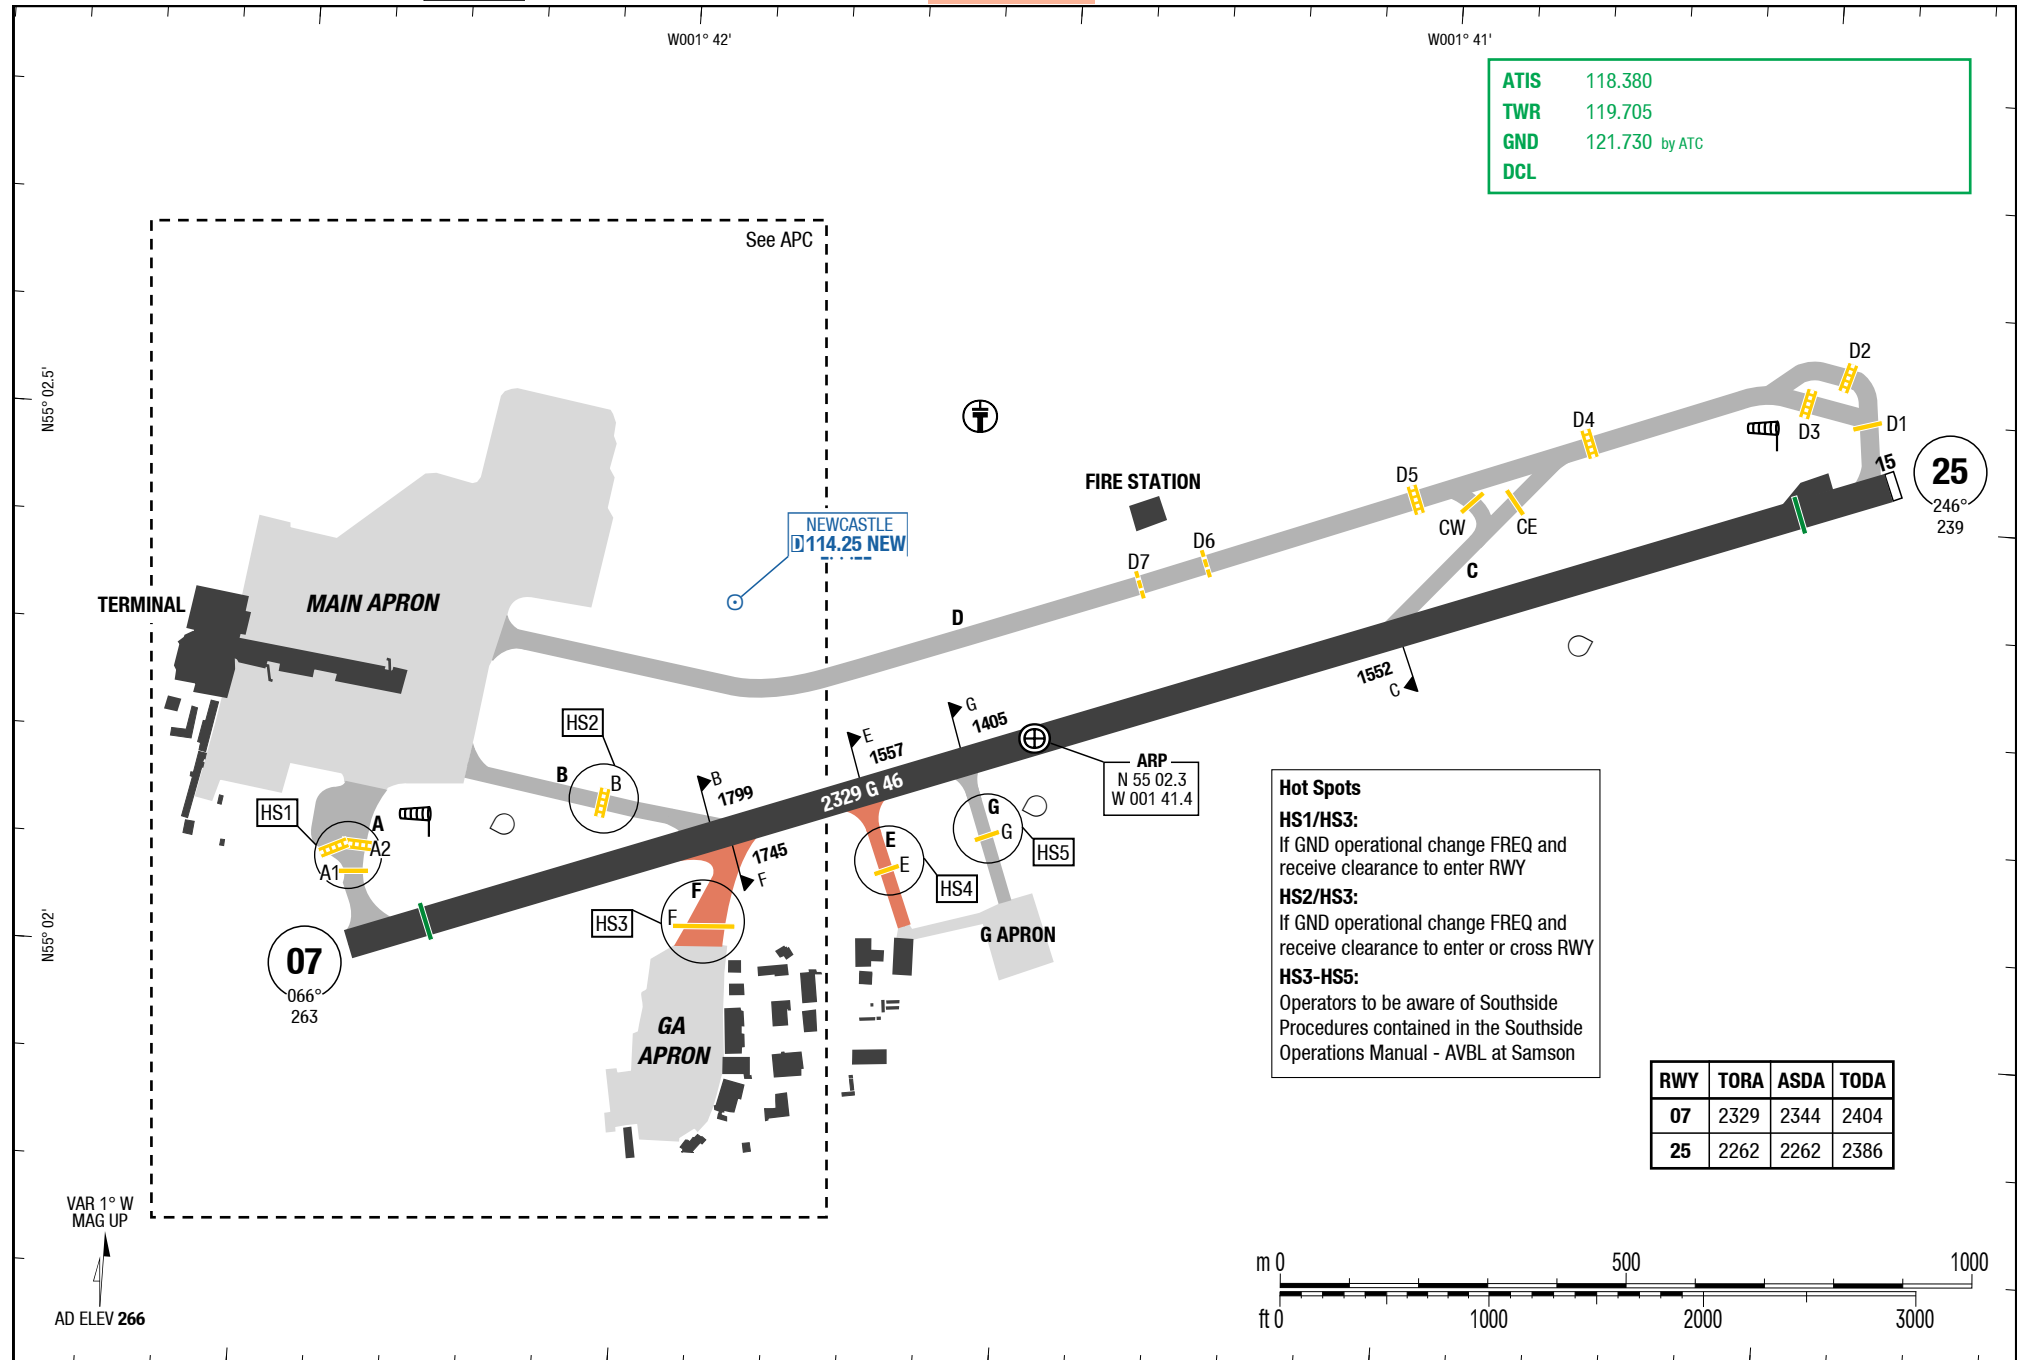 W001° 42'
W001° 41'
ATIS 118.380
TWR 119.705
GND 121.730 by ATC
DCL
See APC
N55° 02.5'
D2
D3
D1
D4
15
25
246°
239
FIRE STATION
D5
CW
CE
D6
D7
C
NEWCASTLE
D 114.25 NEW
TERMINAL
MAIN APRON
D
1552
C
HS2
G
1405
E
1557
B
B
B
1799
2329 G 46
ARP
N 55 02.3
W 001 41.4
HS1
A
A2
A1
1745
F
E
E
G
G
HS5
HS4
F
F
HS3
G APRON
N55° 02'
07
066°
263
GA
APRON
Hot Spots
HS1/HS3:
If GND operational change FREQ and
receive clearance to enter RWY
HS2/HS3:
If GND operational change FREQ and
receive clearance to enter or cross RWY
HS3-HS5:
Operators to be aware of Southside
Procedures contained in the Southside
Operations Manual - AVBL at Samson
RWY TORA ASDA TODA
07 2329 2344 2404
25 2262 2262 2386
VAR 1° W
MAG UP
AD ELEV 266
m 0 500 1000
ft 0 1000 2000 3000